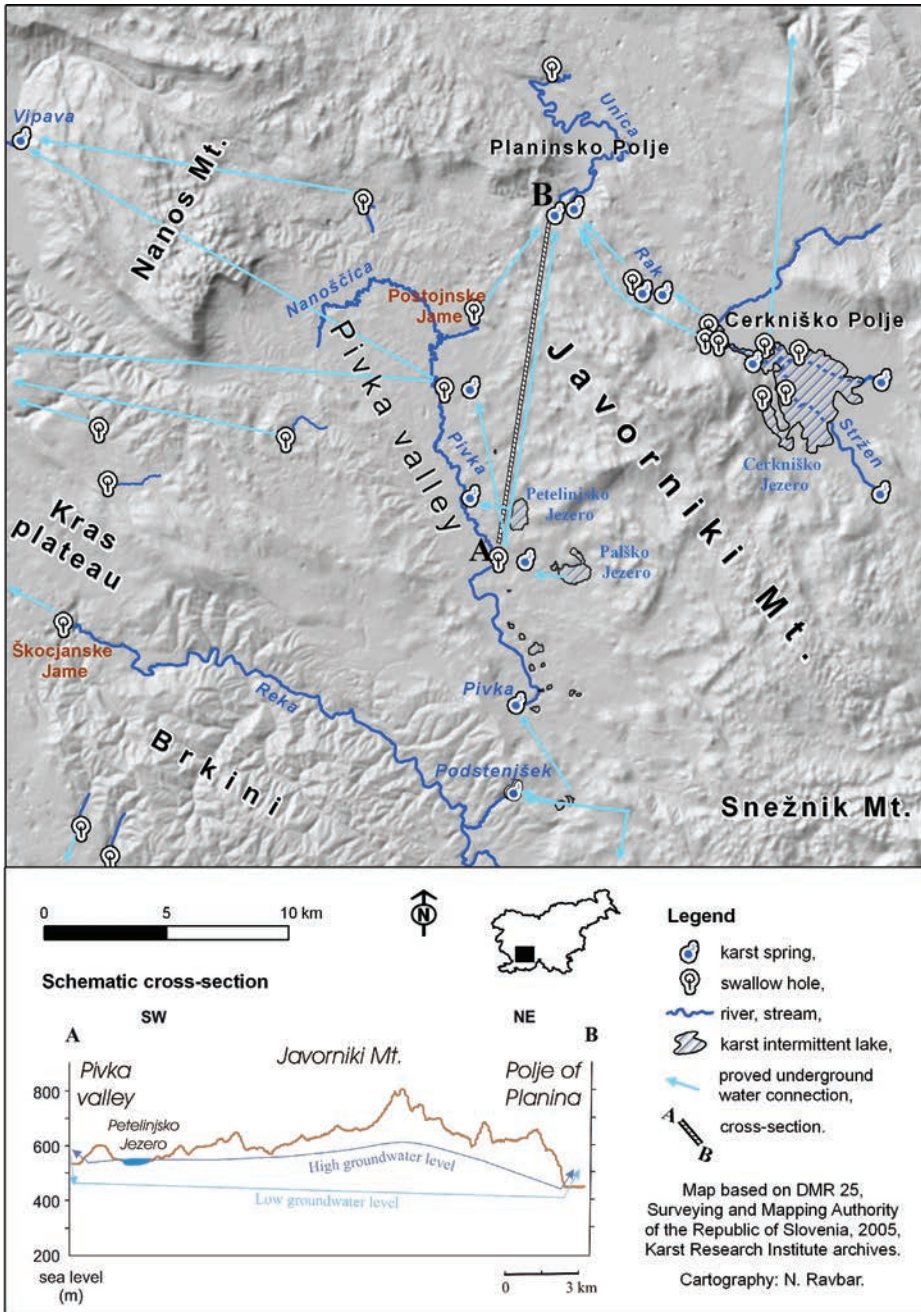 Vipava
Nanos Mt.
Unica
Planinsko Polje
B
Rak
Nanoščica
Postojnske
Jame
Cerkniško Polje
Pivka valley
Javorniki Mt.
Pivka
Stržen
Cerkniško
Jezero
Petelinjsko
Jezero
A
Palško
Jezero
Kras
plateau
Škocjanske
Jame
Reka
Pivka
Brkini
Podstenjšek
Snežnik Mt.
0 5 10 km
N
Legend
karst spring,
swallow hole,
river, stream,
karst intermittent lake,
proved underground
water connection,
A
B
cross-section.
Map based on DMR 25,
Surveying and Mapping Authority
of the Republic of Slovenia, 2005,
Karst Research Institute archives.
Cartography: N. Ravbar.
Schematic cross-section
A SW NE B
Pivka
valley
Javorniki Mt.
Polje of
Planina
Petelinjsko
Jezero
High groundwater level
Low groundwater level
800
600
400
200
sea level
(m)
0 3 km